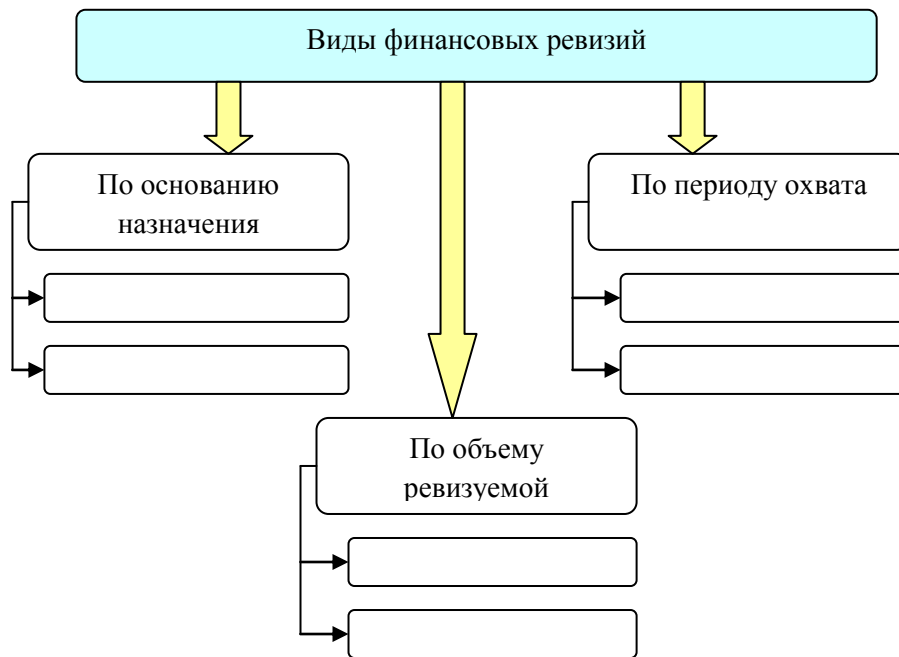 Виды финансовых ревизий
По основанию
назначения
По периоду охвата
По объему
ревизуемой